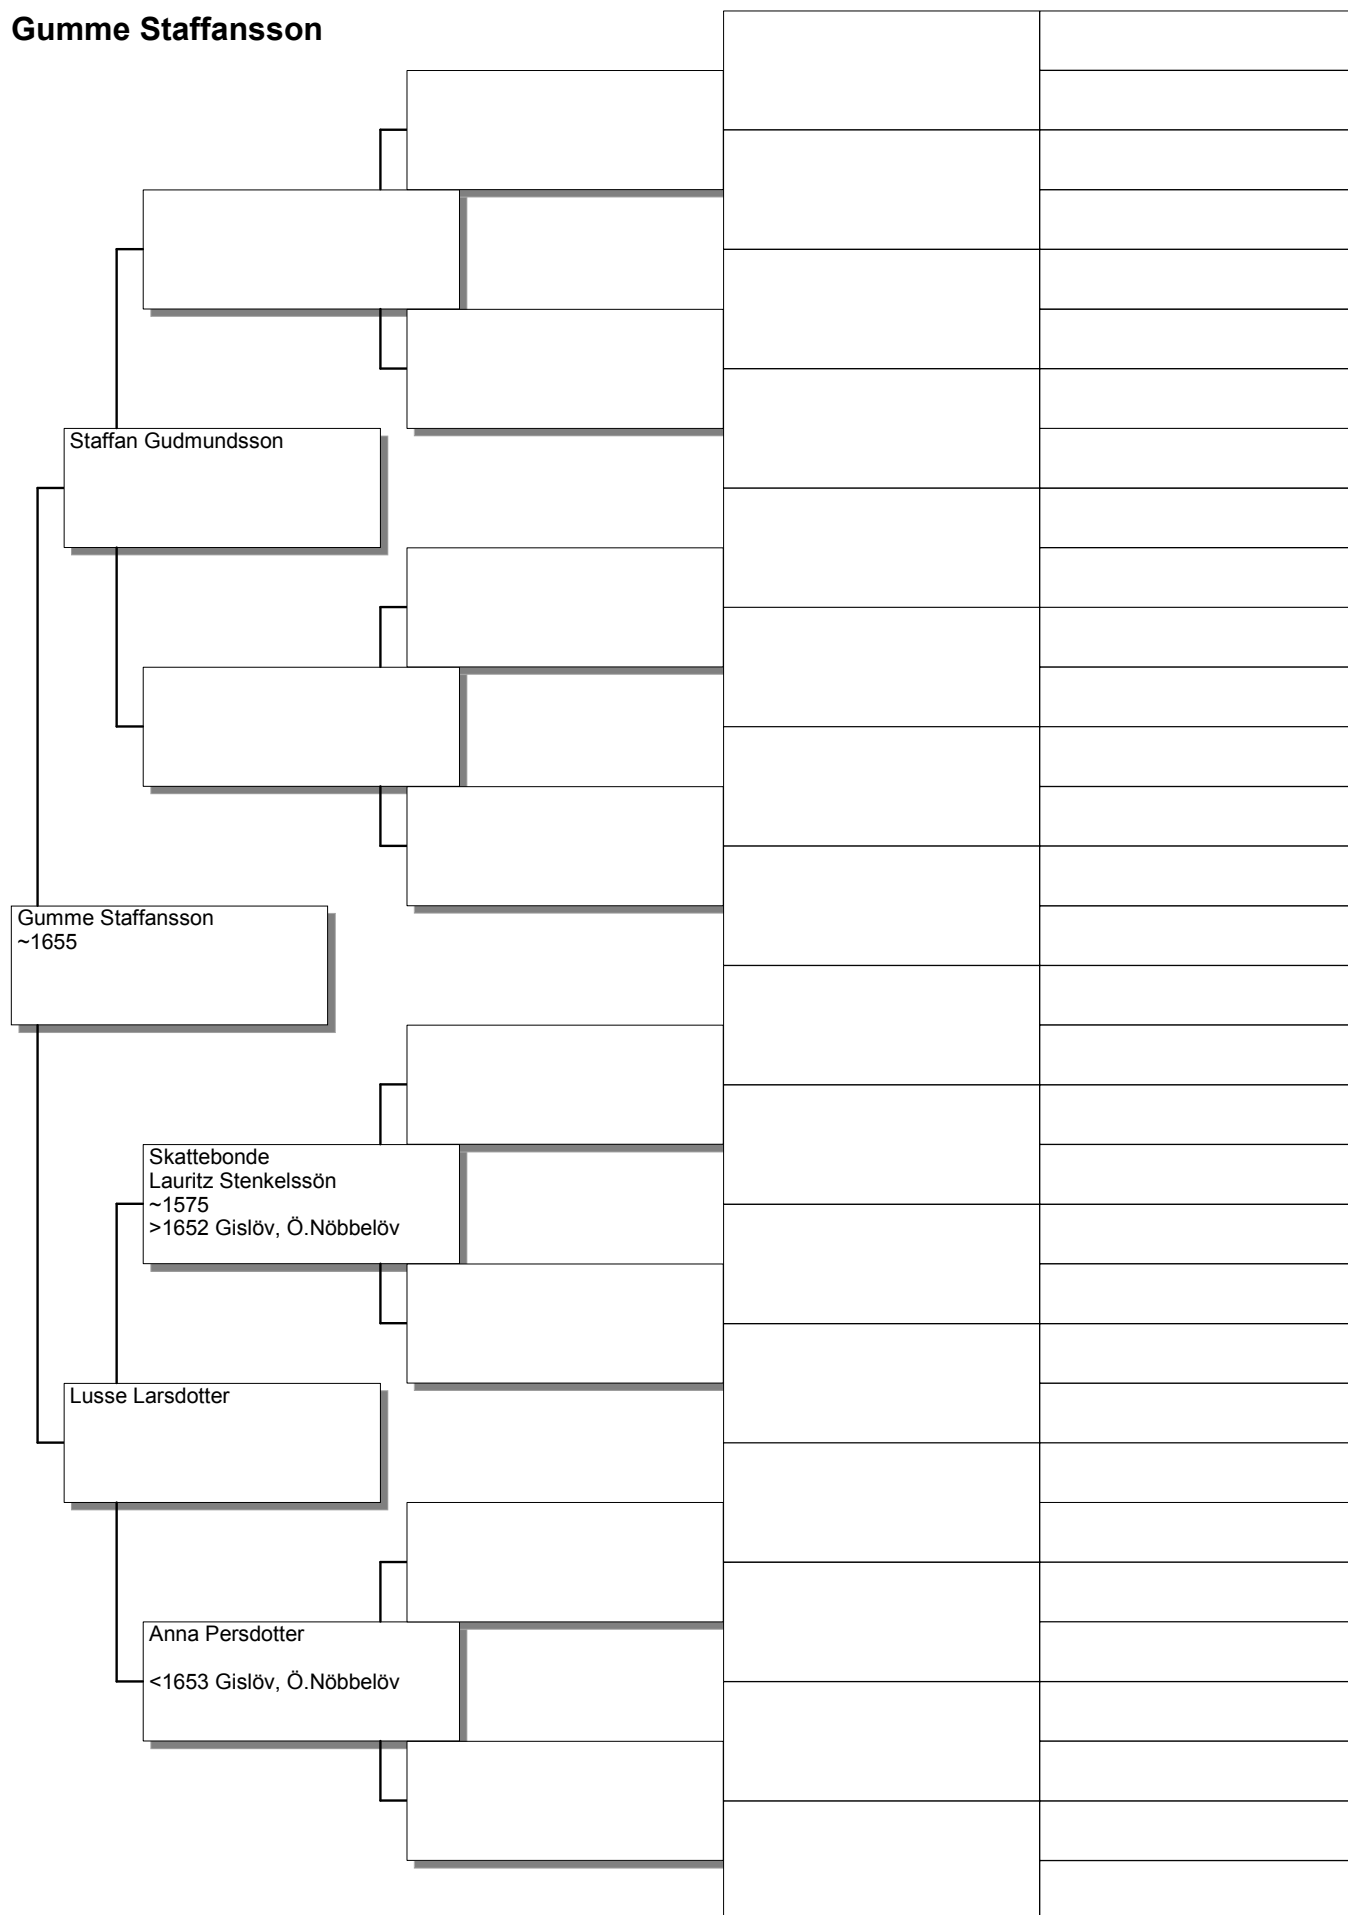 Gumme Staffansson
Staffan Gudmundsson
Gumme Staffansson
~1655
Skattebonde
Lauritz Stenkelssön
~1575
>1652 Gislöv, Ö.Nöbbelöv
Lusse Larsdotter
Anna Persdotter
<1653 Gislöv, Ö.Nöbbelöv